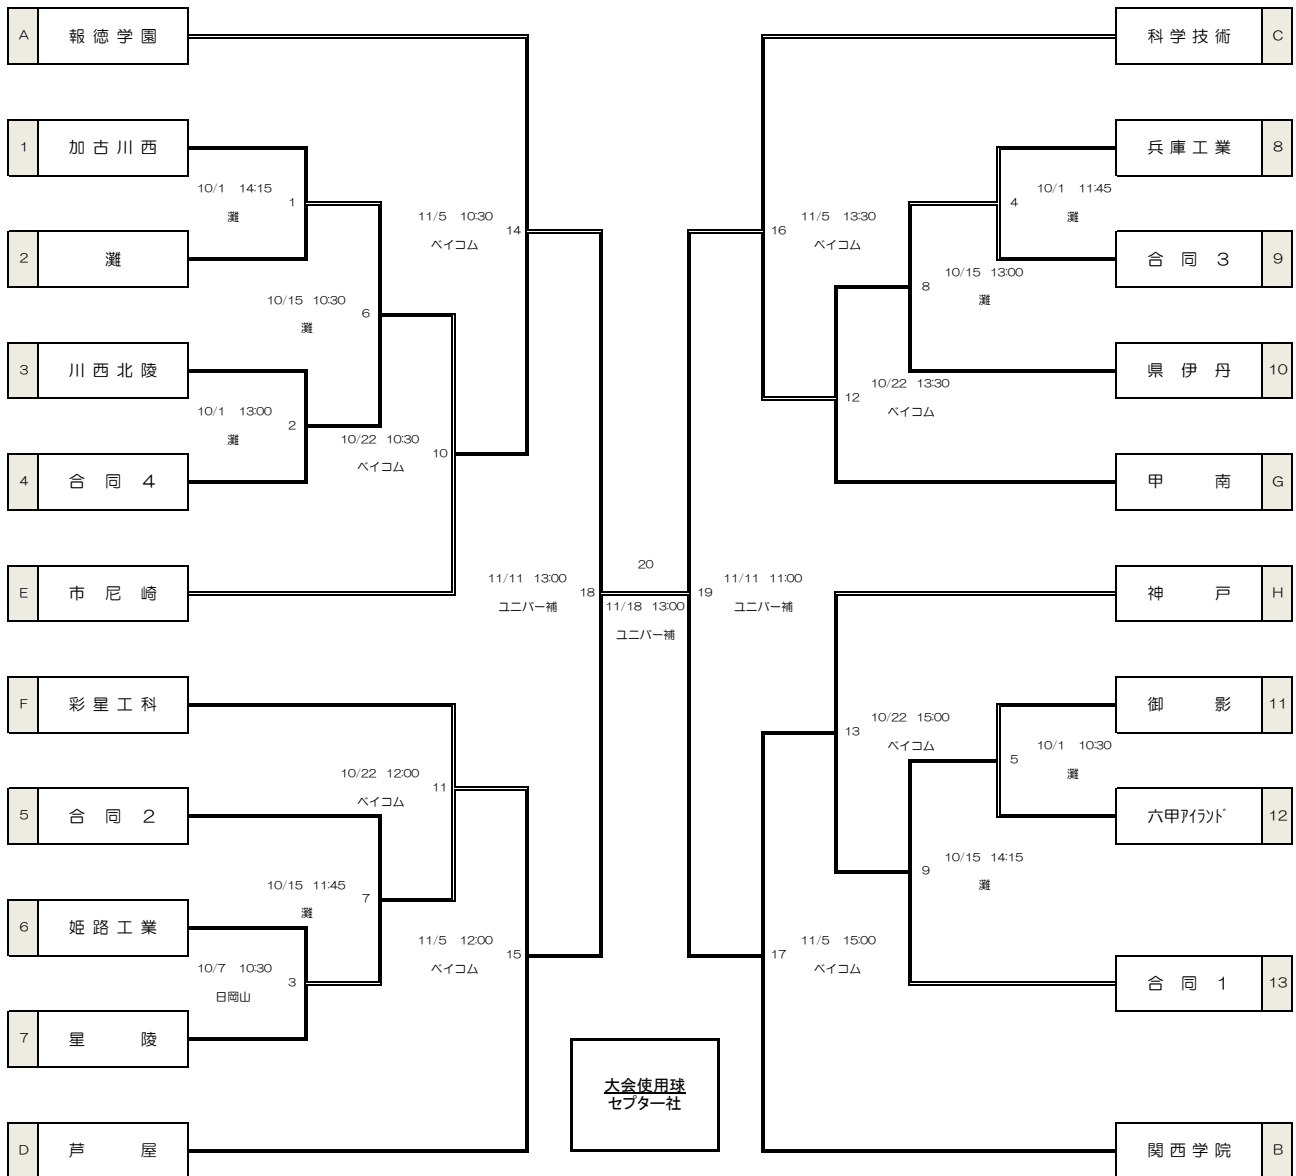 A 報徳学園
1 加古川西
10/1 14:15 1
灘
2 灘
10/15 10:30 6
灘
3 川西北陵
10/1 13:00 2
灘
4 合同4
10/22 10:30 10
ベイコム
11/5 10:30 14
ベイコム
E 市尼崎
F 彩星工科
10/22 12:00 11
ベイコム
5 合同2
10/15 11:45 7
灘
6 姫路工業
10/7 10:30 3
日岡山
7 星陵
11/5 12:00 15
ベイコム
D 芦屋
11/11 13:00 18
ユニバー補
20
11/18 13:00
ユニバー補
19 11/11 11:00
ユニバー補
科学技術 C
16 11/5 13:30
ベイコム
兵庫工業 8
4 10/1 11:45
灘
合同3 9
8 10/15 13:00
灘
県伊丹 10
12 10/22 13:30
ベイコム
甲南 G
神戸 H
13 10/22 15:00
ベイコム
御影 11
5 10/1 10:30
灘
六甲ｱｲﾗﾝﾄﾞ 12
9 10/15 14:15
灘
17 11/5 15:00
ベイコム
合同1 13
関西学院 B
大会使用球
セプター社